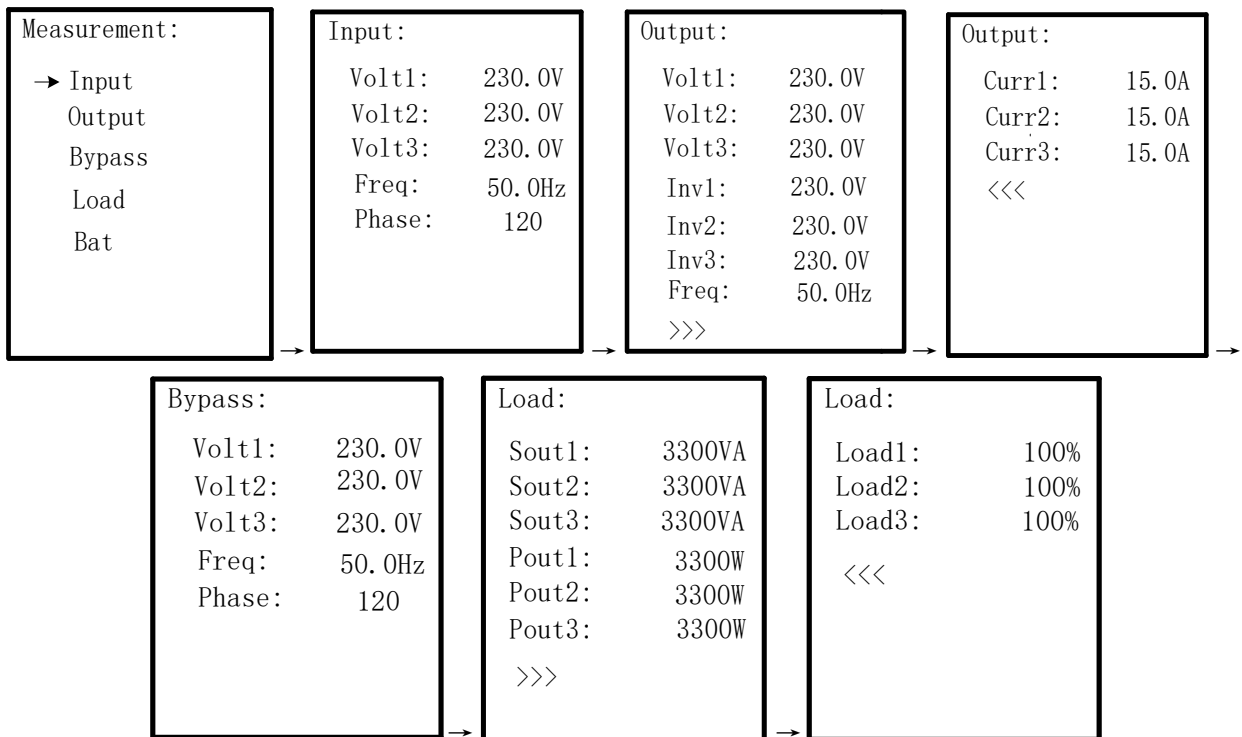 Measurement:
→ Input
Output
Bypass
Load
Bat
→
Input:
Volt1: 230.0V
Volt2: 230.0V
Volt3: 230.0V
Freq: 50.0Hz
Phase: 120
→
Output:
Volt1: 230.0V
Volt2: 230.0V
Volt3: 230.0V
Inv1: 230.0V
Inv2: 230.0V
Inv3: 230.0V
Freq: 50.0Hz
>>>
→
Output:
Curr1: 15.0A
Curr2: 15.0A
Curr3: 15.0A
<<<
→
Bypass:
Volt1: 230.0V
Volt2: 230.0V
Volt3: 230.0V
Freq: 50.0Hz
Phase: 120
→
Load:
Sout1: 3300VA
Sout2: 3300VA
Sout3: 3300VA
Pout1: 3300W
Pout2: 3300W
Pout3: 3300W
>>>
→
Load:
Load1: 100%
Load2: 100%
Load3: 100%
<<<